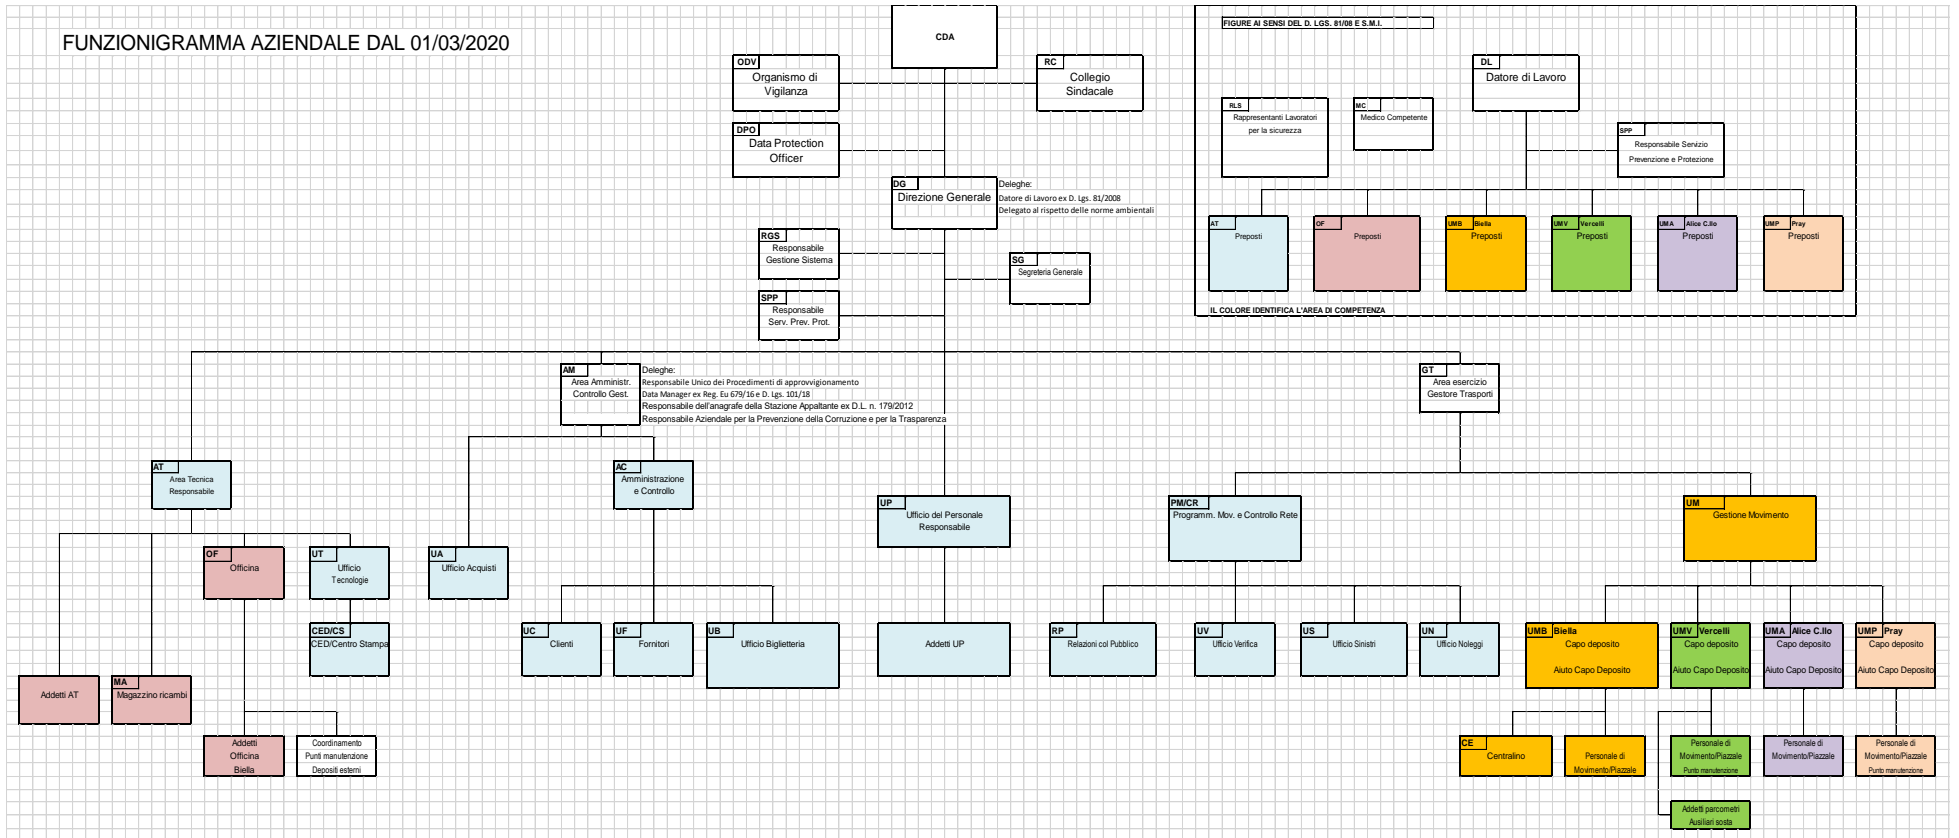 FUNZIONIGRAMMA AZIENDALE DAL 01/03/2020
CDA
ODV
Organismo di
Vigilanza
RC
Collegio
Sindacale
DPO
Data Protection
Officer
DG
Direzione Generale
Deleghe:
Datore di Lavoro ex D. Lgs. 81/2008
Delegato al rispetto delle norme ambientali
RGS
Responsabile
Gestione Sistema
SG
Segreteria Generale
SPP
Responsabile
Serv. Prev. Prot.
FIGURE AI SENSI DEL D. LGS. 81/08 E S.M.I.
DL
Datore di Lavoro
RLS
Rappresentanti Lavoratori
per la sicurezza
MC
Medico Competente
SPP
Responsabile Servizio
Prevenzione e Protezione
AT
Preposti
OF
Preposti
UMB Biella
Preposti
UMV Vercelli
Preposti
UMA Alice C.llo
Preposti
UMP Pray
Preposti
IL COLORE IDENTIFICA L'AREA DI COMPETENZA
AM
Area Amministr.
Controllo Gest.
Deleghe:
Responsabile Unico dei Procedimenti di approvvigionamento
Data Manager ex Reg. Eu 679/16 e D. Lgs. 101/18
Responsabile dell'anagrafe della Stazione Appaltante ex D.L. n. 179/2012
Responsabile Aziendale per la Prevenzione della Corruzione e per la Trasparenza
GT
Area esercizio
Gestore Trasporti
AT
Area Tecnica
Responsabile
AC
Amministrazione
e Controllo
UP
Ufficio del Personale
Responsabile
PM/CR
Programm. Mov. e Controllo Rete
UM
Gestione Movimento
OF
Officina
UT
Ufficio
Tecnologie
UA
Ufficio Acquisti
CED/CS
CED/Centro Stampa
UC
Clienti
UF
Fornitori
UB
Ufficio Biglietteria
Addetti UP
RP
Relazioni col Pubblico
UV
Ufficio Verifica
US
Ufficio Sinistri
UN
Ufficio Noleggi
UMB Biella
Capo deposito
Aiuto Capo Deposito
UMV Vercelli
Capo deposito
Aiuto Capo Deposito
UMA Alice C.llo
Capo deposito
Aiuto Capo Deposito
UMP Pray
Capo deposito
Aiuto Capo Deposito
Addetti AT
MA
Magazzino ricambi
Addetti
Officina
Biella
Coordinamento
Punti manutenzione
Depositi esterni
CE
Centralino
Personale di
Movimento/Piazzale
Personale di
Movimento/Piazzale
Punto manutenzione
Personale di
Movimento/Piazzale
Personale di
Movimento/Piazzale
Punto manutenzione
Addetti parcometri
Ausiliari sosta